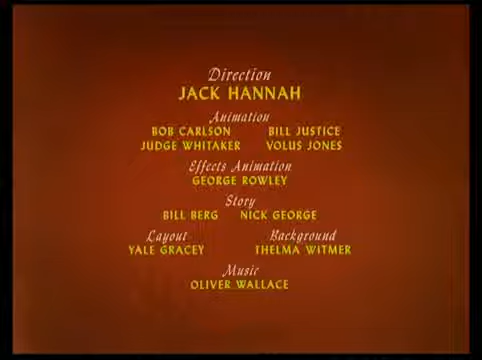 Direction
JACK HANNAH
Animation
BOB CARLSON BILL JUSTICE
JUDGE WHITAKER VOLUS JONES
Effects Animation
GEORGE ROWLEY
Story
BILL BERG NICK GEORGE
Layout Background
YALE GRACEY THELMA WITMER
Music
OLIVER WALLACE